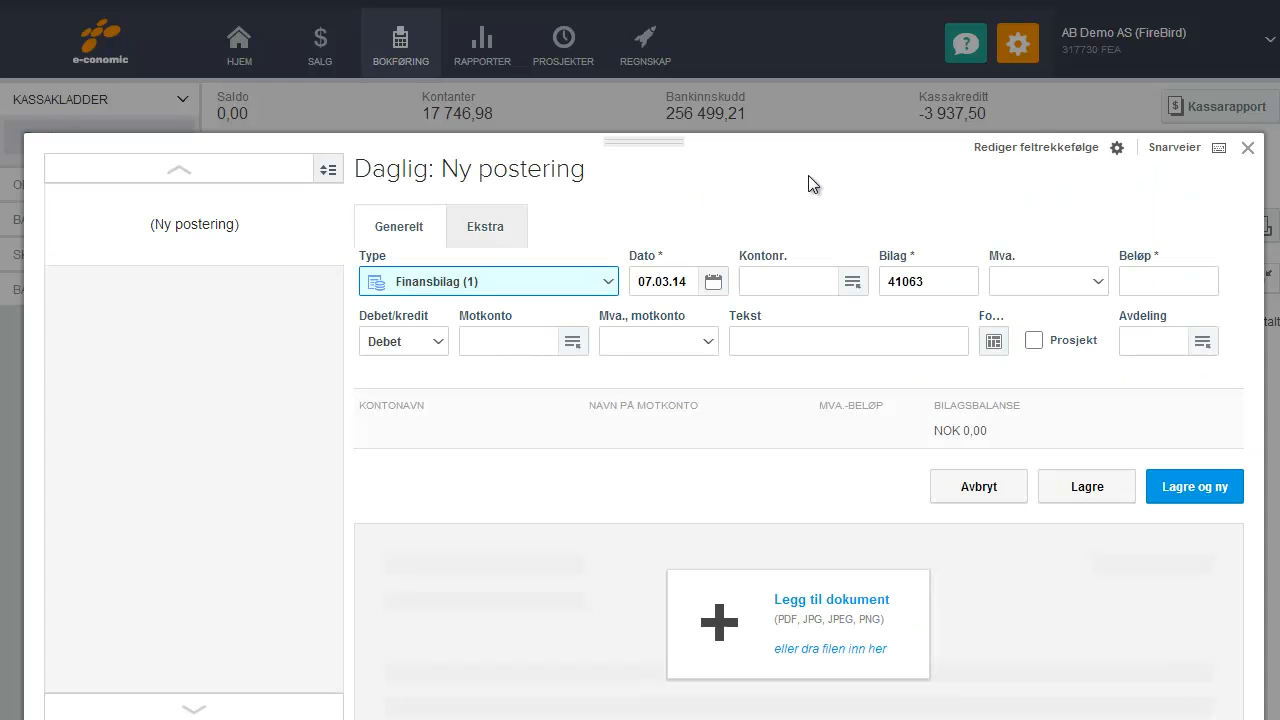 e-conomic
HJEM
SALG
BOKFØRING
RAPPORTER
PROSJEKTER
REGNSKAP
AB Demo AS (FireBird)
317730 FEA
KASSAKLADDER
Saldo
0,00
Kontanter
17 746,98
Bankinnskudd
256 499,21
Kassakreditt
-3 937,50
Kassarapport
Rediger feltrekkefølge
Snarveier
Daglig: Ny postering
(Ny postering)
Generelt
Ekstra
Type
Dato *
Kontonr.
Bilag *
Mva.
Beløp *
Finansbilag (1)
07.03.14
41063
Debet/kredit
Motkonto
Mva., motkonto
Tekst
Fo...
Avdeling
Debet
Prosjekt
KONTONAVN
NAVN PÅ MOTKONTO
MVA.-BELØP
BILAGSBALANSE
NOK 0,00
Avbryt
Lagre
Lagre og ny
Legg til dokument
(PDF, JPG, JPEG, PNG)
eller dra filen inn her